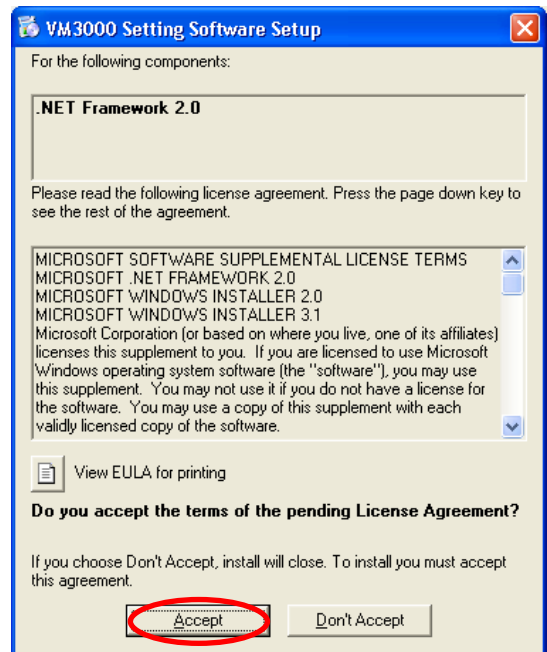 VM3000 Setting Software Setup
For the following components:
.NET Framework 2.0
Please read the following license agreement. Press the page down key to
see the rest of the agreement.
MICROSOFT SOFTWARE SUPPLEMENTAL LICENSE TERMS
MICROSOFT .NET FRAMEWORK 2.0
MICROSOFT WINDOWS INSTALLER 2.0
MICROSOFT WINDOWS INSTALLER 3.1
Microsoft Corporation (or based on where you live, one of its affiliates)
licenses this supplement to you.  If you are licensed to use Microsoft
Windows operating system software (the "software"), you may use
this supplement.  You may not use it if you do not have a license for
the software.  You may use a copy of this supplement with each
validly licensed copy of the software.
View EULA for printing
Do you accept the terms of the pending License Agreement?
If you choose Don't Accept, install will close. To install you must accept
this agreement.
Accept
Don't Accept